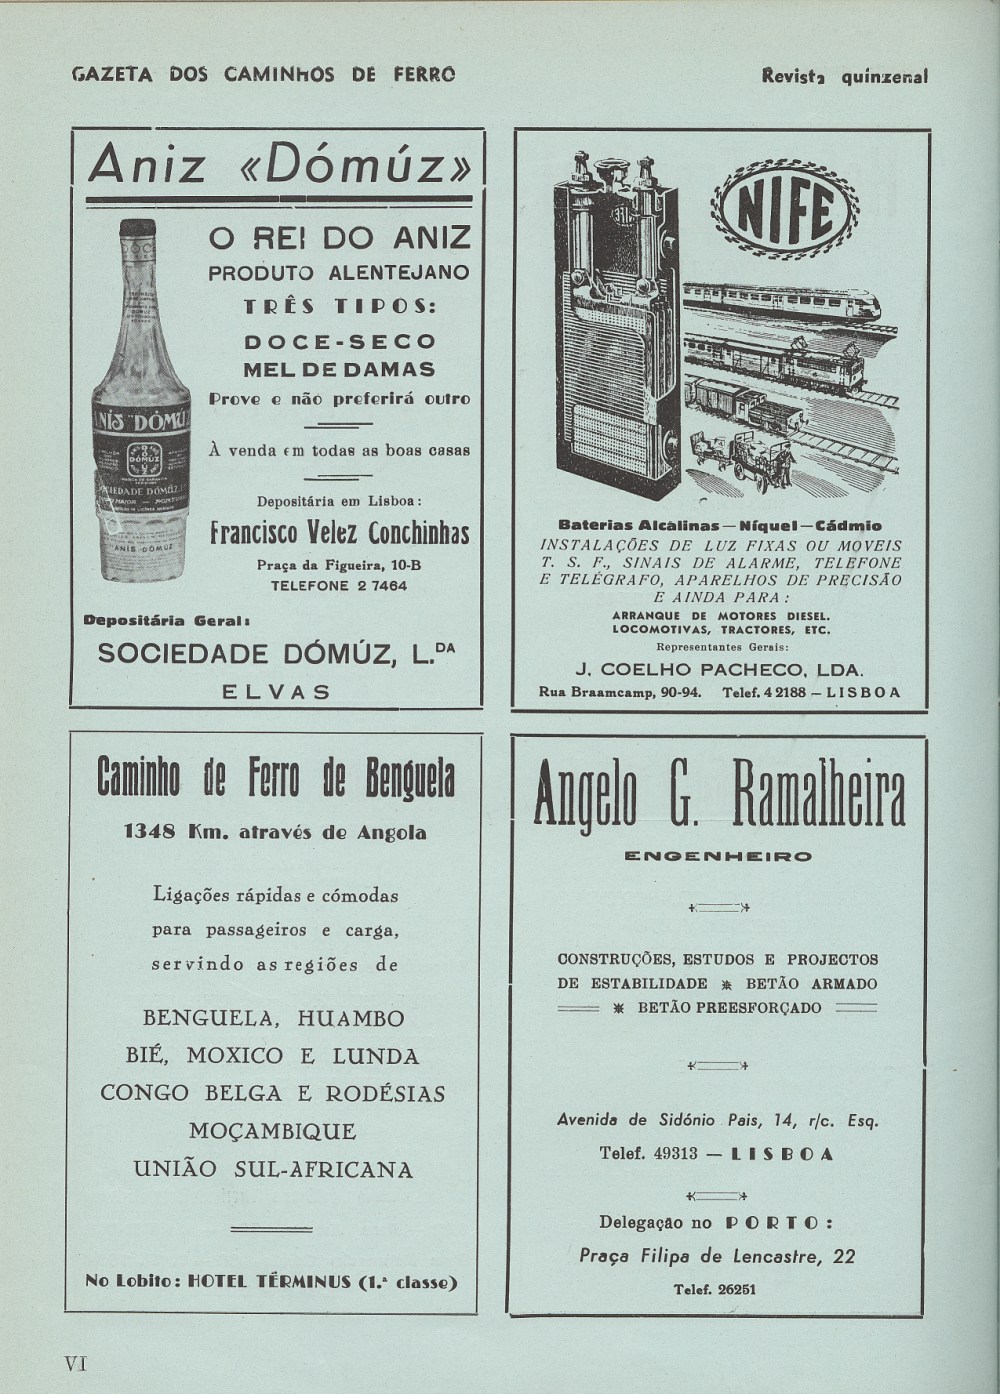 GAZETA DOS CAMINHOS DE FERRO
Revista quinzenal
Aniz «Dómúz»
O REI DO ANIZ
PRODUTO ALENTEJANO
TRÊS TIPOS:
DOCE-SECO
MEL DE DAMAS
Prove e não preferirá outro
À venda em todas as boas casas
Depositária em Lisboa:
Francisco Velez Conchinhas
Praça da Figueira, 10-B
TELEFONE 2 7464
ANIS "DÓMÚZ
DÓMÚZ
SOCIEDADE DÓMÚZ, L.
ANIS DÓMÚZ
Depositária Geral:
SOCIEDADE DÓMÚZ, L.DA
ELVAS
NIFE
NIFE
Baterias Alcalinas — Níquel — Cádmio
INSTALAÇÕES DE LUZ FIXAS OU MOVEIS
T. S. F., SINAIS DE ALARME, TELEFONE
E TELÉGRAFO, APARELHOS DE PRECISÃO
E AINDA PARA:
ARRANQUE DE MOTORES DIESEL.
LOCOMOTIVAS, TRACTORES, ETC.
Representantes Gerais:
J. COELHO PACHECO, LDA.
Rua Braamcamp, 90-94. Telef. 4 2188 — LISBOA
Caminho de Ferro de Benguela
1348 Km. através de Angola
Ligações rápidas e cómodas
para passageiros e carga,
servindo as regiões de
BENGUELA, HUAMBO
BIÉ, MOXICO E LUNDA
CONGO BELGA E RODÉSIAS
MOÇAMBIQUE
UNIÃO SUL-AFRICANA
No Lobito: HOTEL TÉRMINUS (1.ª classe)
Angelo G. Ramalheira
ENGENHEIRO
CONSTRUÇÕES, ESTUDOS E PROJECTOS
DE ESTABILIDADE * BETÃO ARMADO
* BETÃO PREESFORÇADO
Avenida de Sidónio Pais, 14, r/c. Esq.
Telef. 49313 — LISBOA
Delegação no PORTO:
Praça Filipa de Lencastre, 22
Telef. 26251
VI